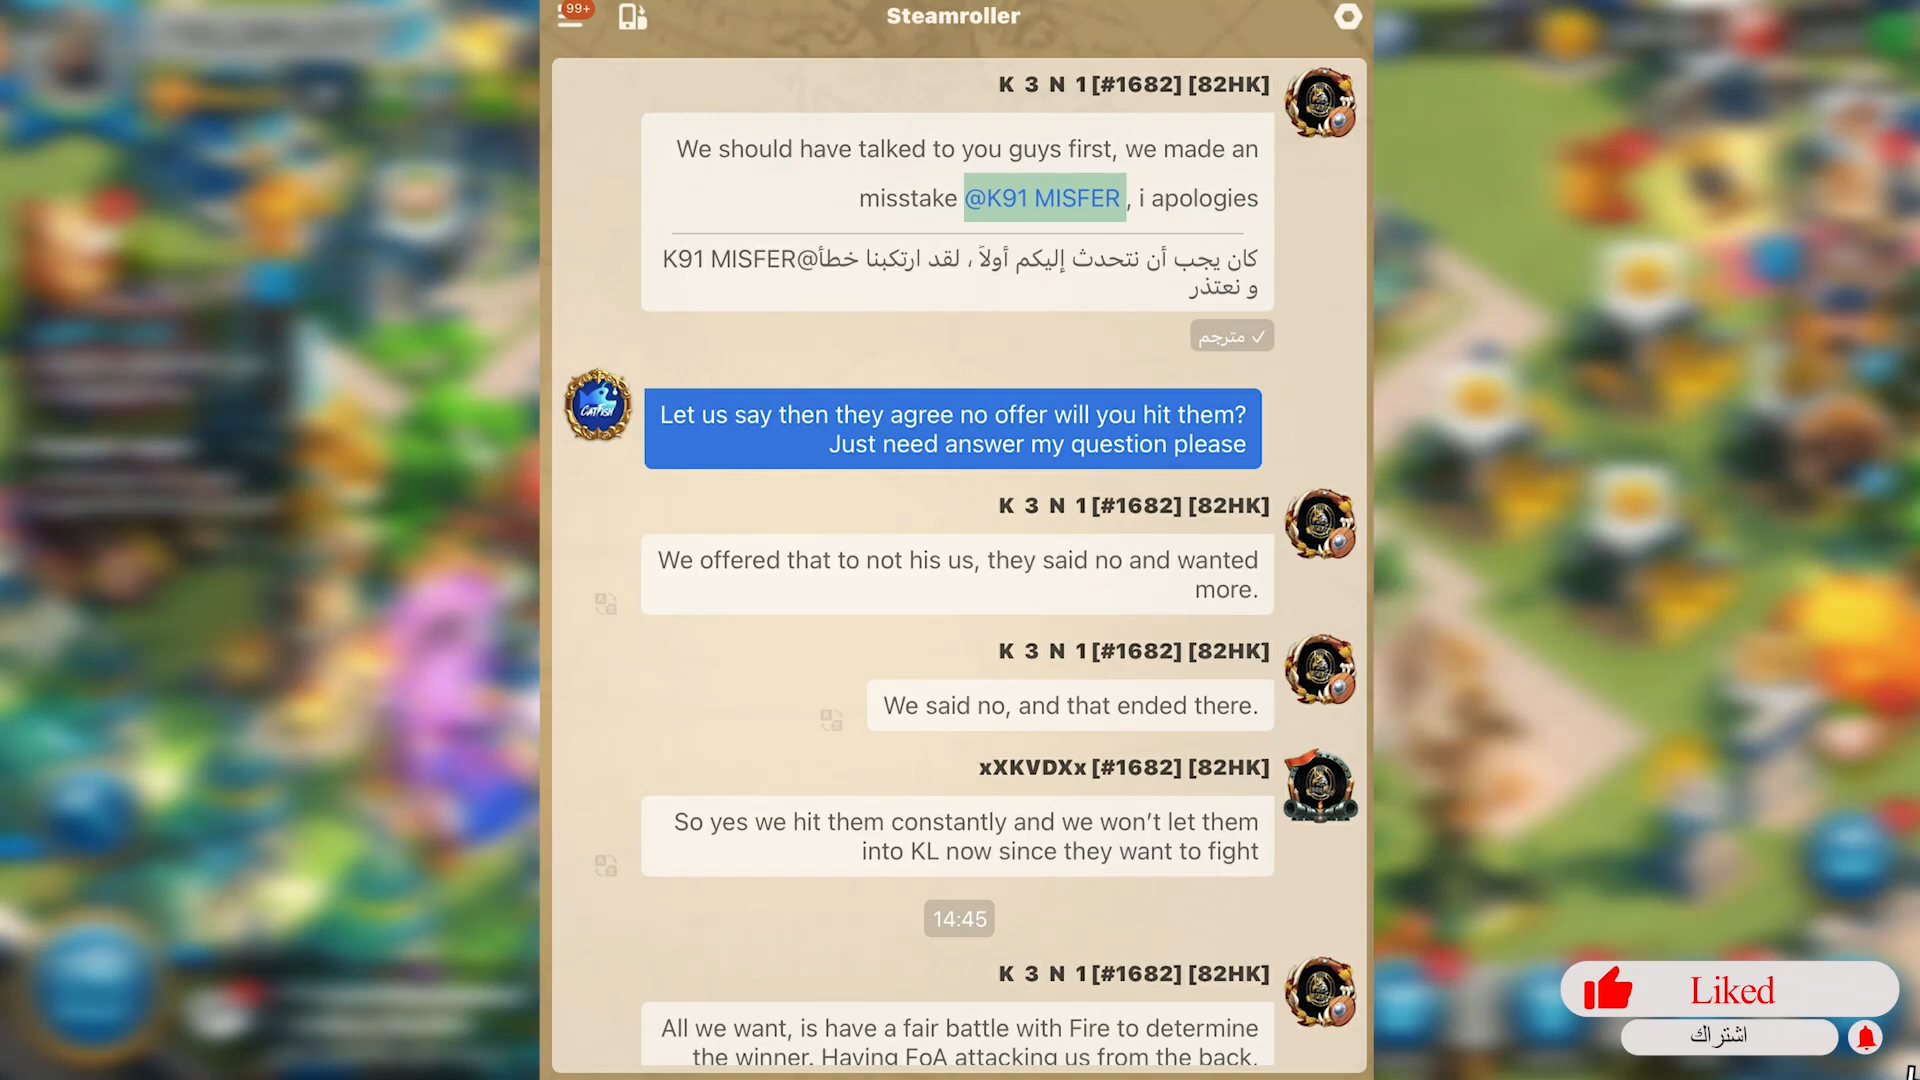 99+
Steamroller
K 3 N 1[#1682] [82HK]
We should have talked to you guys first, we made an
misstake @K91 MISFER , i apologies
كان يجب أن نتحدث إليكم أولاً ، لقد ارتكبنا خطأ@K91 MISFER
و نعتذر
مترجم ✓
CATFISH
Let us say then they agree no offer will you hit them?
Just need answer my question please
K 3 N 1[#1682] [82HK]
We offered that to not his us, they said no and wanted
more.
K 3 N 1[#1682] [82HK]
We said no, and that ended there.
xXKVDXx [#1682] [82HK]
So yes we hit them constantly and we won't let them
into KL now since they want to fight
14:45
K 3 N 1[#1682] [82HK]
All we want, is have a fair battle with Fire to determine
the winner. Having FoA attacking us from the back.
Liked
اشتراك